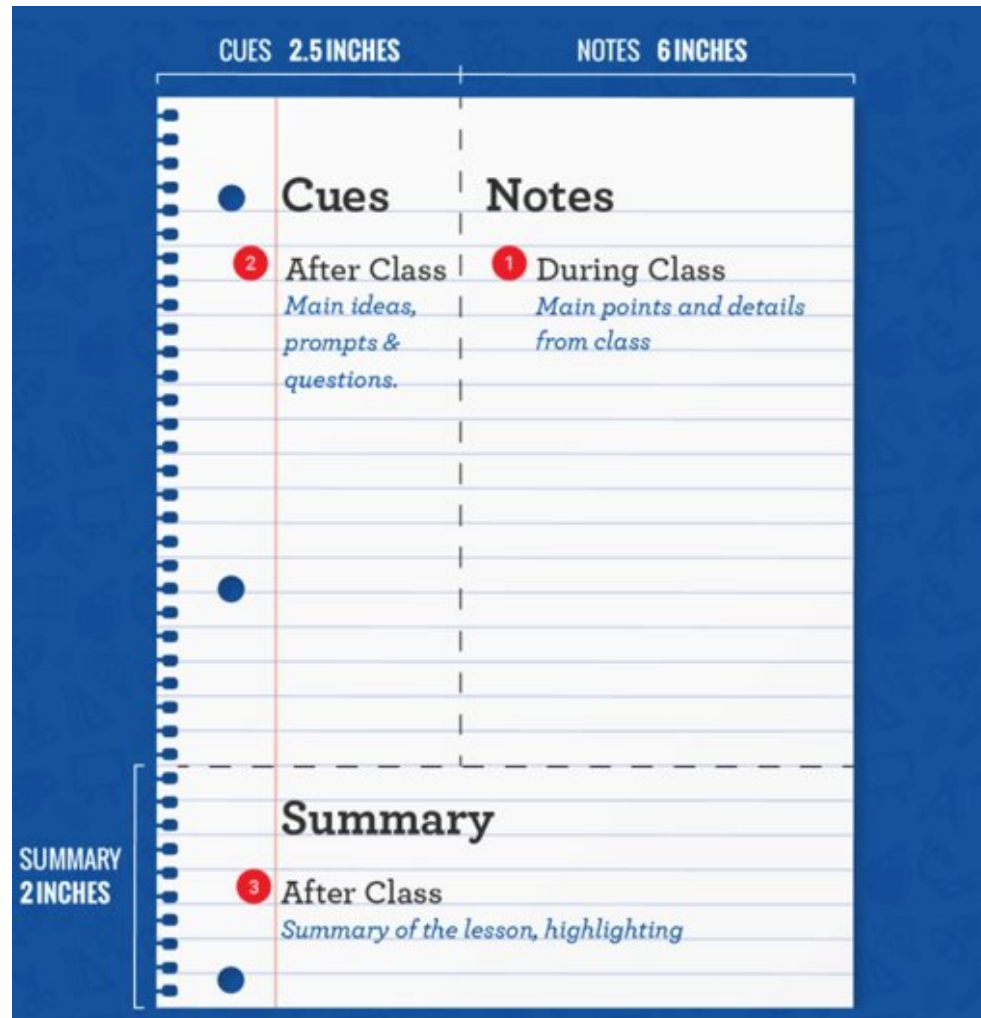 CUES 2.5 INCHES
NOTES 6 INCHES
Cues
2 After Class
Main ideas,
prompts &
questions.
Notes
1 During Class
Main points and details
from class
SUMMARY
2 INCHES
Summary
3 After Class
Summary of the lesson, highlighting